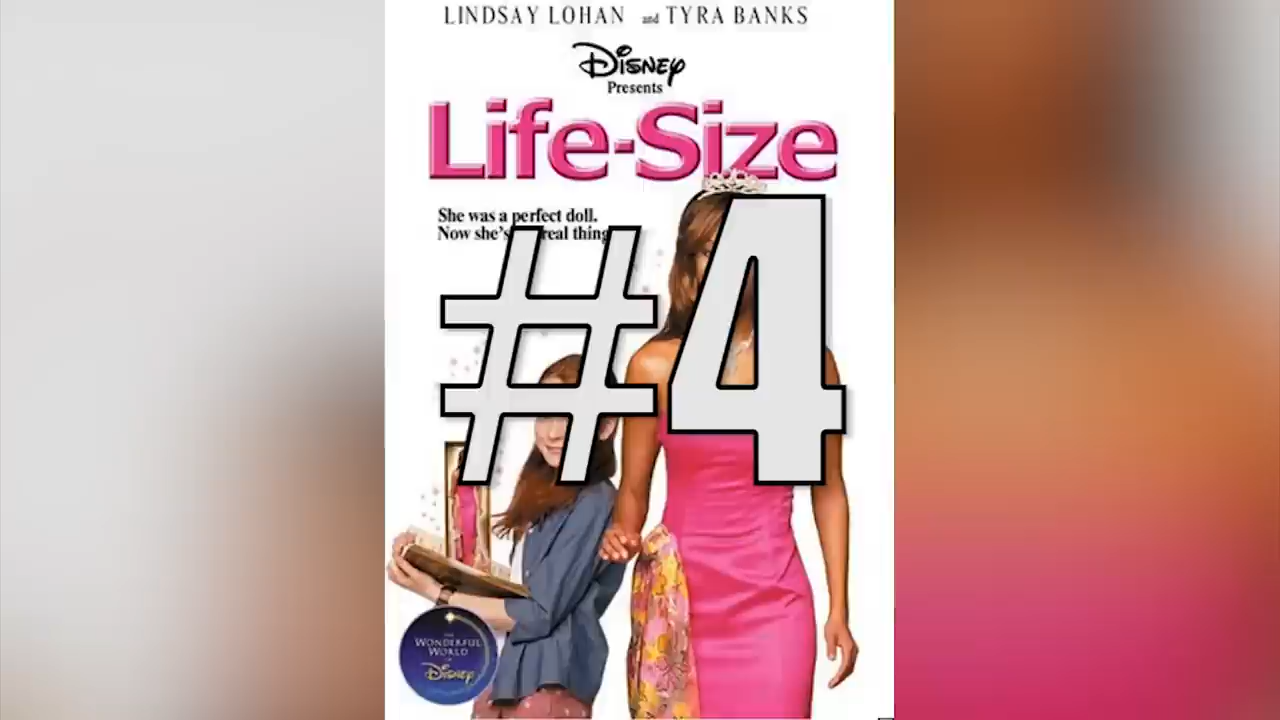 LINDSAY LOHAN and TYRA BANKS
Disney
Presents
Life-Size
She was a perfect doll.
Now she's real thing
#4
THE
WONDERFUL
WORLD
OF
Disney